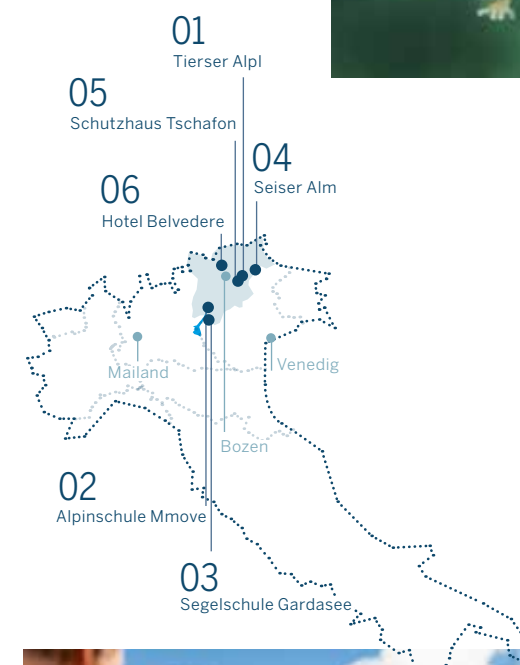 01
Tierser Alpl
05
Schutzhaus Tschafon
04
Seiser Alm
06
Hotel Belvedere
Mailand
Venedig
Bozen
02
Alpinschule Mmove
03
Segelschule Gardasee